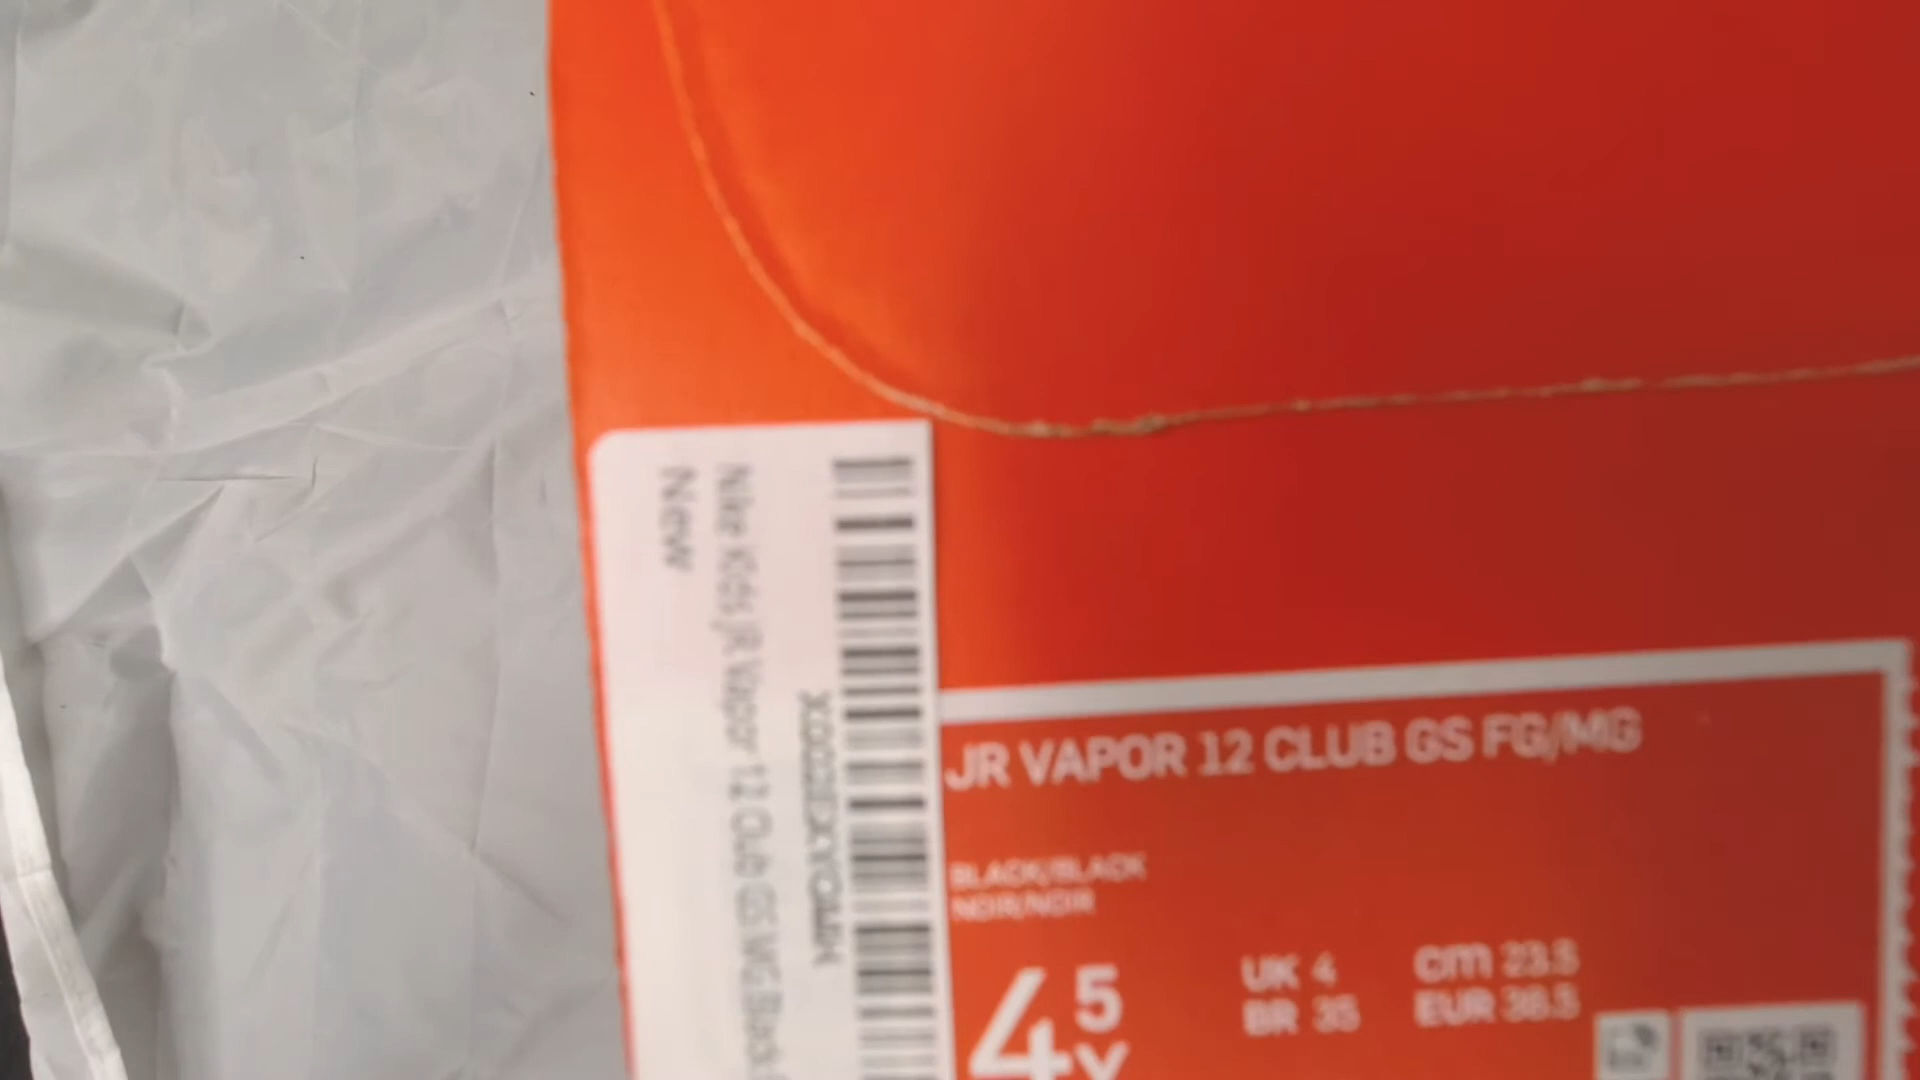 New
Nike Kids JR Vapor 12 Club GS MG Black
JR VAPOR 12 CLUB GS FG/MG
BLACK/BLACK
NOIR/NOIR
4 5
Y
UK 4
BR 35
cm 23.5
EUR 36.5